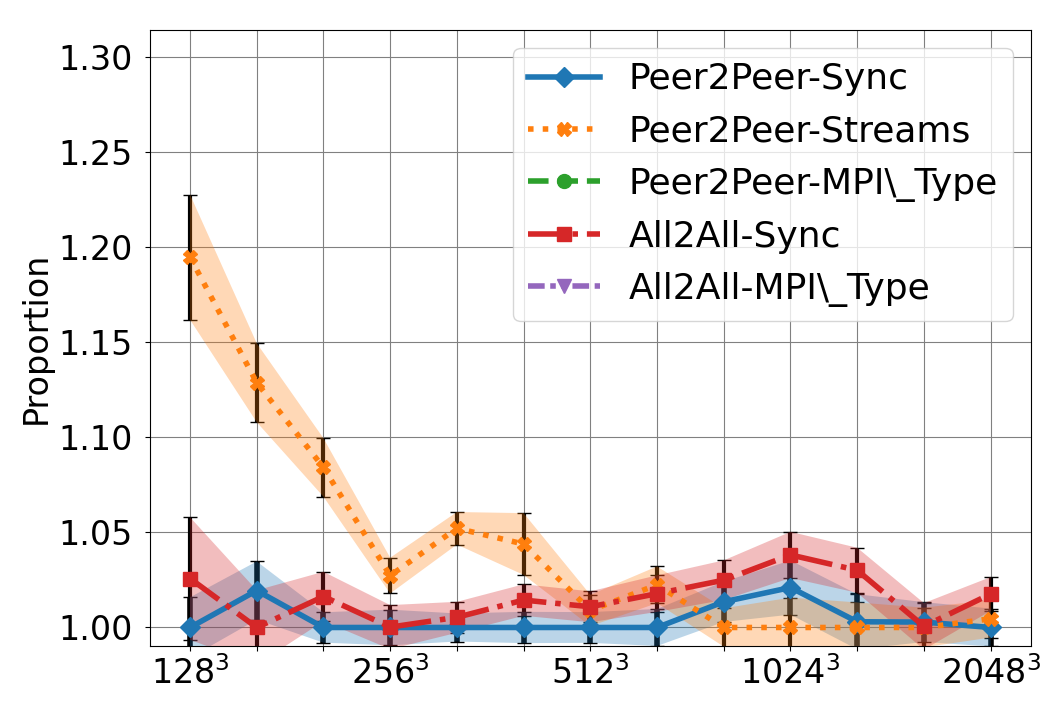 1.30
1.25
1.20
1.15
1.10
1.05
1.00
Proportion
Peer2Peer-Sync
Peer2Peer-Streams
Peer2Peer-MPI\_Type
All2All-Sync
All2All-MPI\_Type
128³ 256³ 512³ 1024³ 2048³